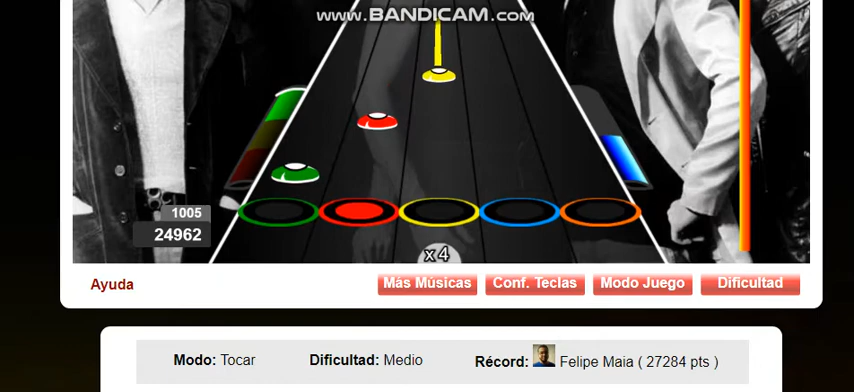 www.BANDICAM.com
1005
24962
x4
Ayuda
Más Músicas
Conf. Teclas
Modo Juego
Dificultad
Modo: Tocar
Dificultad: Medio
Récord: Felipe Maia ( 27284 pts )